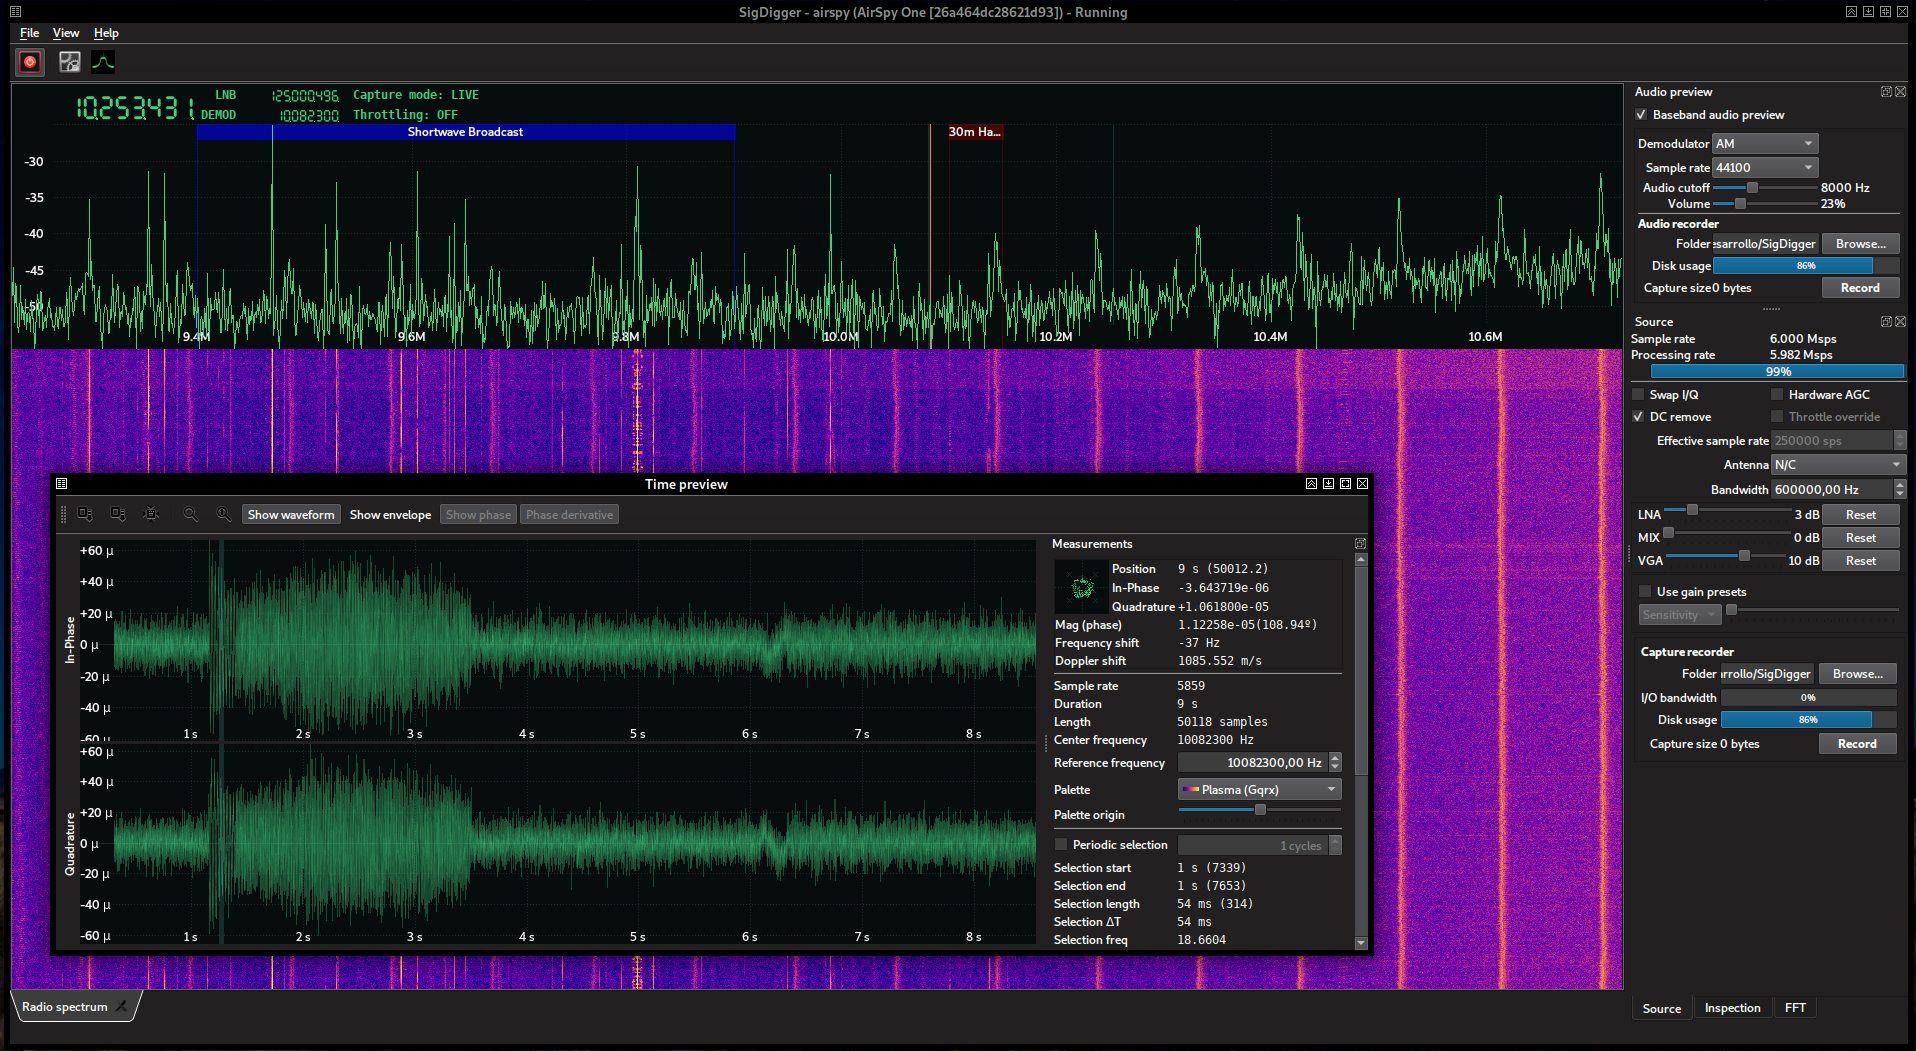 SigDigger - airspy (AirSpy One [26a464dc28621d93]) - Running
File View Help
10.253.431
LNB 125.000.496 Capture mode: LIVE
DEMOD 10.082.300 Throttling: OFF
Shortwave Broadcast
30m Ha...
-30
-35
-40
-45
-50
9.4M 9.6M 9.8M 10.0M 10.2M 10.4M 10.6M
Time preview
Show waveform Show envelope Show phase Phase derivative
In-Phase
+60 µ
+40 µ
+20 µ
0 µ
-20 µ
-40 µ
-60 µ
1 s 2 s 3 s 4 s 5 s 6 s 7 s 8 s
Quadrature
+60 µ
+40 µ
+20 µ
0 µ
-20 µ
-40 µ
-60 µ
1 s 2 s 3 s 4 s 5 s 6 s 7 s 8 s
Measurements
Position 9 s (50012.2)
In-Phase -3.643719e-06
Quadrature +1.061800e-05
Mag (phase) 1.12258e-05(108.94º)
Frequency shift -37 Hz
Doppler shift 1085.552 m/s
Sample rate 5859
Duration 9 s
Length 50118 samples
Center frequency 10082300 Hz
Reference frequency 10082300,00 Hz
Palette Plasma (Gqrx)
Palette origin
Periodic selection 1 cycles
Selection start 1 s (7339)
Selection end 1 s (7653)
Selection length 54 ms (314)
Selection ΔT 54 ms
Selection freq 18.6604
Radio spectrum
Audio preview
Baseband audio preview
Demodulator AM
Sample rate 44100
Audio cutoff 8000 Hz
Volume 23%
Audio recorder
Folder esarrollo/SigDigger Browse...
Disk usage 86%
Capture size 0 bytes Record
Source
Sample rate 6.000 Msps
Processing rate 5.982 Msps
99%
Swap I/Q Hardware AGC
DC remove Throttle override
Effective sample rate 250000 sps
Antenna N/C
Bandwidth 600000,00 Hz
LNA 3 dB Reset
MIX 0 dB Reset
VGA 10 dB Reset
Use gain presets
Sensitivity
Capture recorder
Folder arrollo/SigDigger Browse...
I/O bandwidth 0%
Disk usage 86%
Capture size 0 bytes Record
Source Inspection FFT